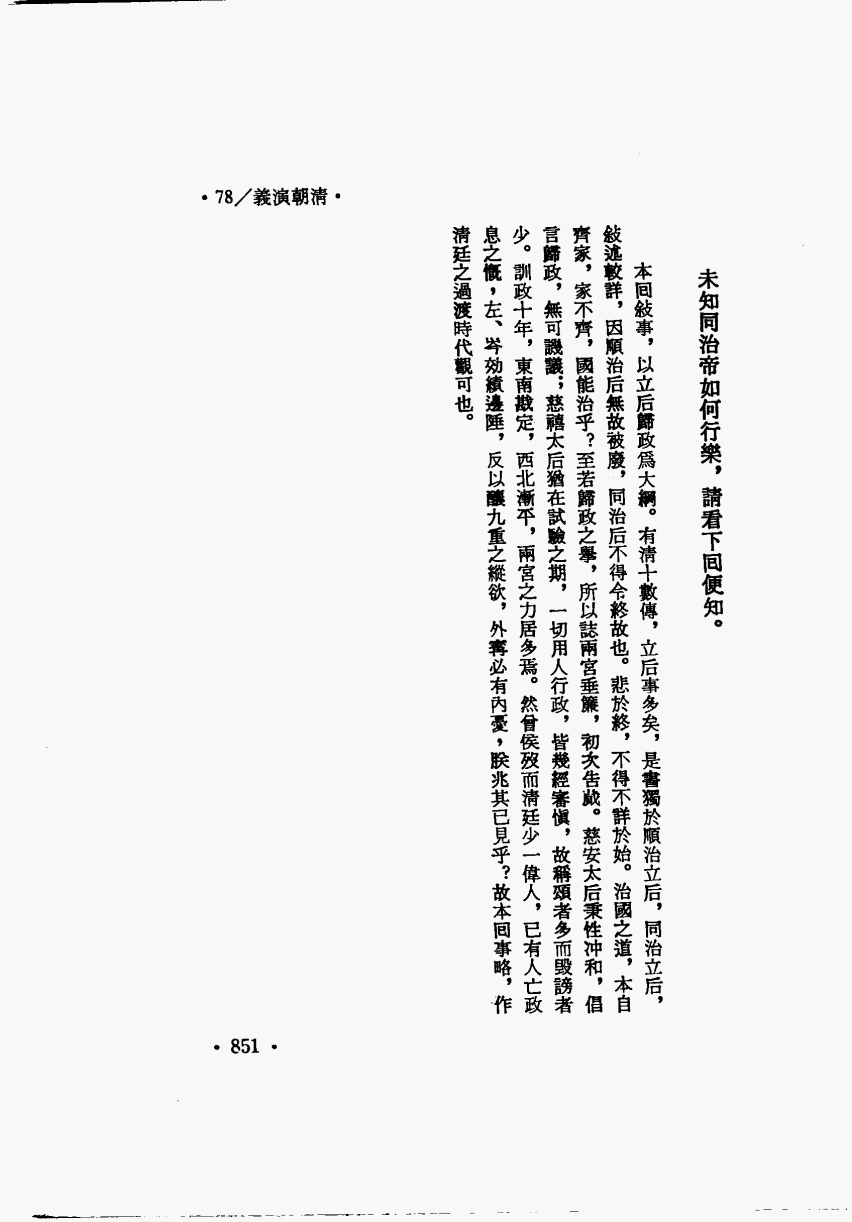 未知同治帝如何行樂，請看下回便知。
本回敍事，以立后歸政爲大綱。有清十數傳，立后事多矣，是書獨於順治立后，同治立后，
敍述較詳，因順治后無故被廢，同治后不得令終故也。悲於終，不得不詳於始。治國之道，本自
齊家，家不齊，國能治乎？至若歸政之舉，所以誌兩宮垂簾，初次告成。慈安太后秉性冲和，倡
言歸政，無可譏議；慈禧太后猶在試驗之期，一切用人行政，皆幾經審愼，故稱頌者多而毀謗者
少。訓政十年，東南戡定，西北漸平，兩宮之力居多焉。然曾侯歿而清廷少一偉人，已有人亡政
息之慨，左、岑効績邊陲，反以釀九重之縱欲，外寗必有內憂，朕兆其已見乎？故本回事略，作
清廷之過渡時代觀可也。
•78／義演朝清•
• 851 •